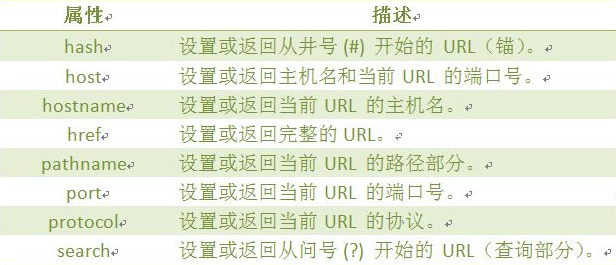 属性 描述
hash 设置或返回从井号 (#) 开始的 URL（锚）。
host 设置或返回主机名和当前 URL 的端口号。
hostname 设置或返回当前 URL 的主机名。
href 设置或返回完整的 URL。
pathname 设置或返回当前 URL 的路径部分。
port 设置或返回当前 URL 的端口号。
protocol 设置或返回当前 URL 的协议。
search 设置或返回从问号 (?) 开始的 URL（查询部分）。